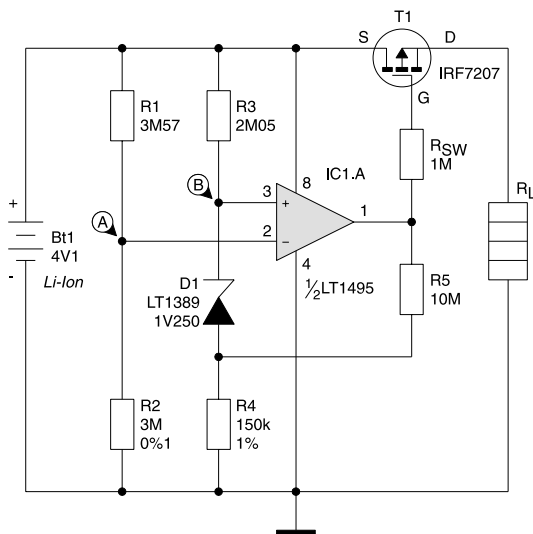 T1
S
D
IRF7207
G
R1
3M57
R3
2M05
RSW
1M
IC1.A
RL
B
3
+
8
1
A
2
−
+
Bt1
4V1
-
Li-Ion
D1
LT1389
1V250
4
½LT1495
R5
10M
R2
3M
0%1
R4
150k
1%